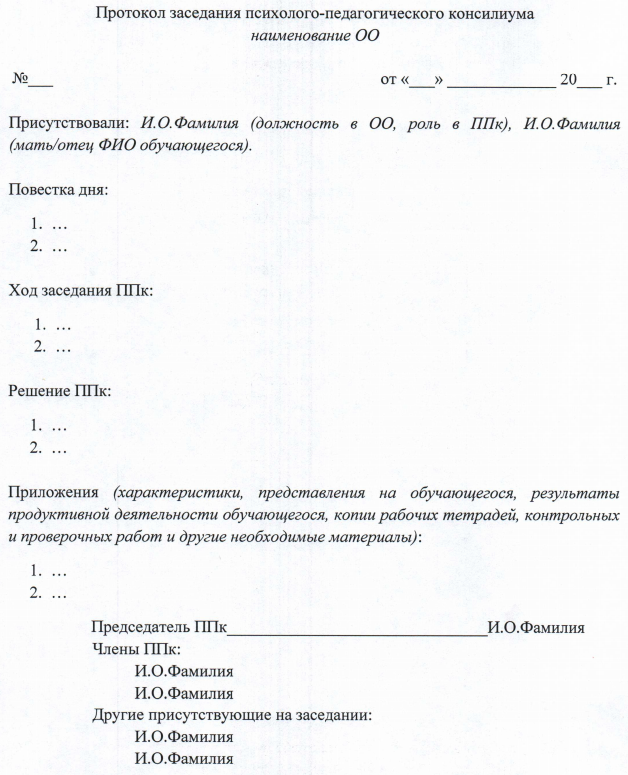 Протокол заседания психолого-педагогического консилиума
наименование ОО
№___ от «___» _____________ 20___ г.
Присутствовали: И.О.Фамилия (должность в ОО, роль в ППк), И.О.Фамилия
(мать/отец ФИО обучающегося).
Повестка дня:
1. …
2. …
Ход заседания ППк:
1. …
2. …
Решение ППк:
1. …
2. …
Приложения (характеристики, представления на обучающегося, результаты
продуктивной деятельности обучающегося, копии рабочих тетрадей, контрольных
и проверочных работ и другие необходимые материалы):
1. …
2. …
Председатель ППк_______________________________И.О.Фамилия
Члены ППк:
И.О.Фамилия
И.О.Фамилия
Другие присутствующие на заседании:
И.О.Фамилия
И.О.Фамилия